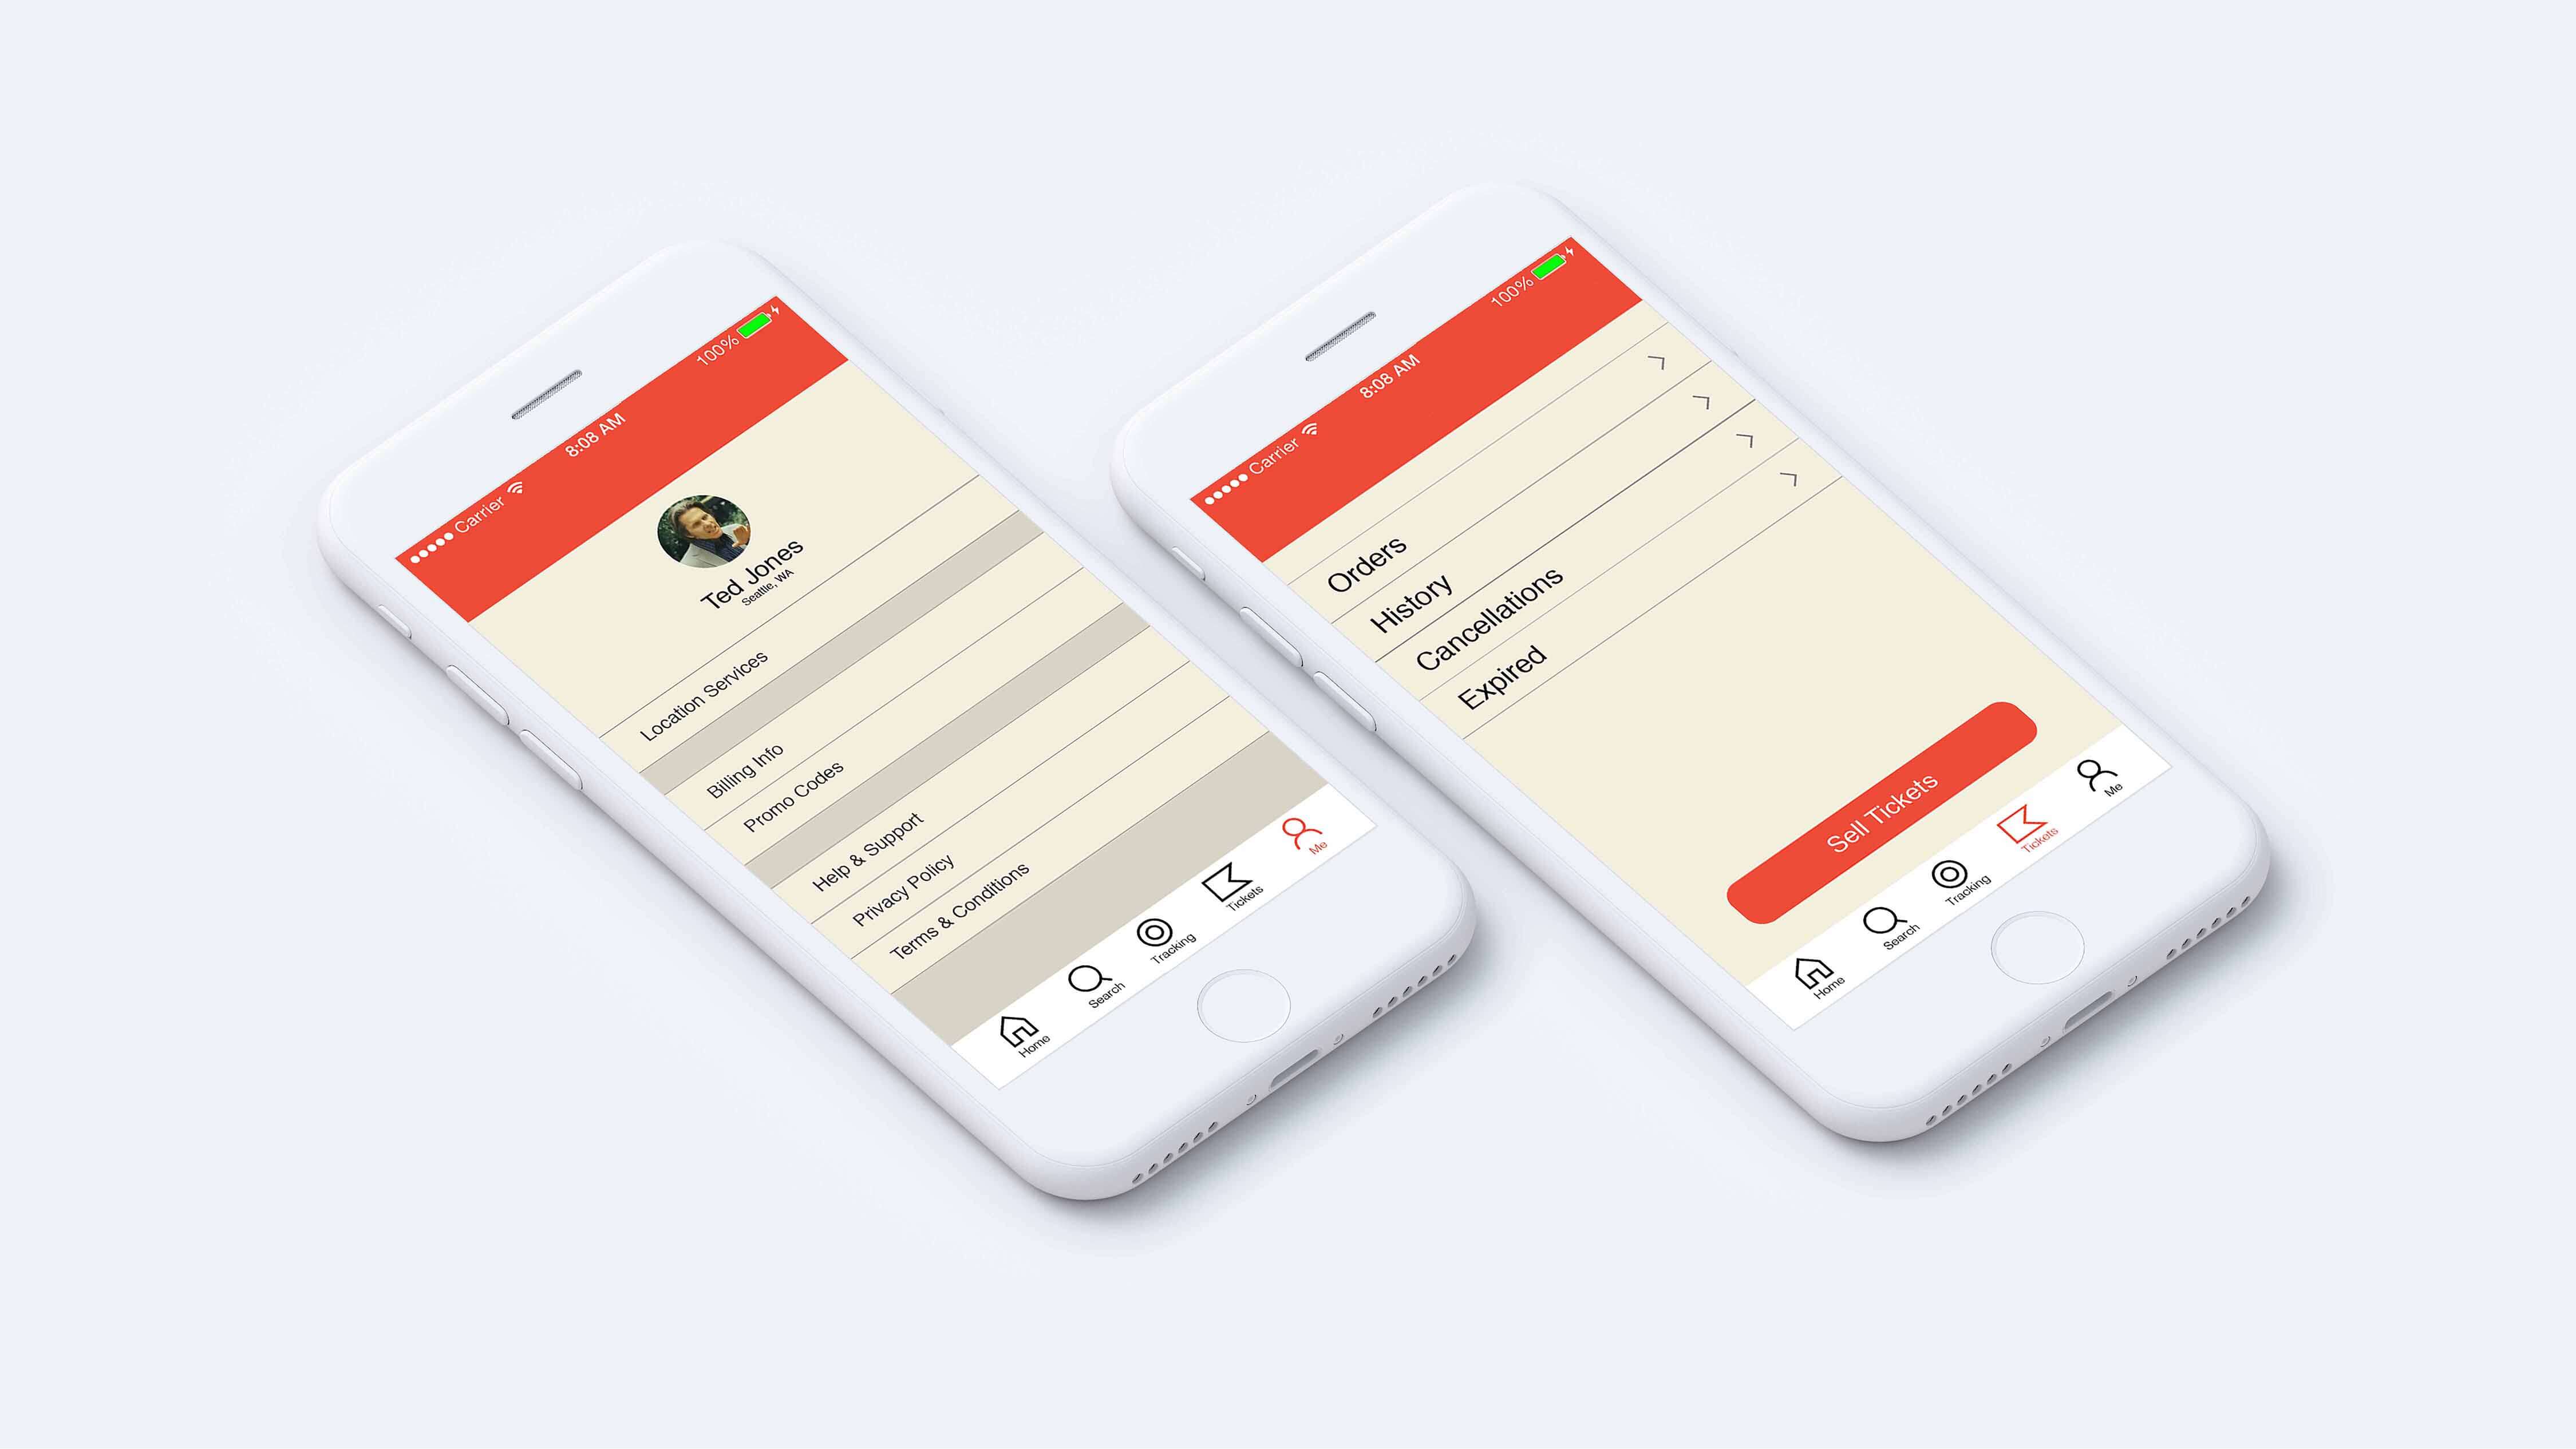 Carrier 8:08 AM 100%
Ted Jones
Seattle, WA
Location Services
Billing Info
Promo Codes
Help & Support
Privacy Policy
Terms & Conditions
Home Search Tracking Tickets Me
Carrier 8:08 AM 100%
Orders
History
Cancellations
Expired
Sell Tickets
Home Search Tracking Tickets Me